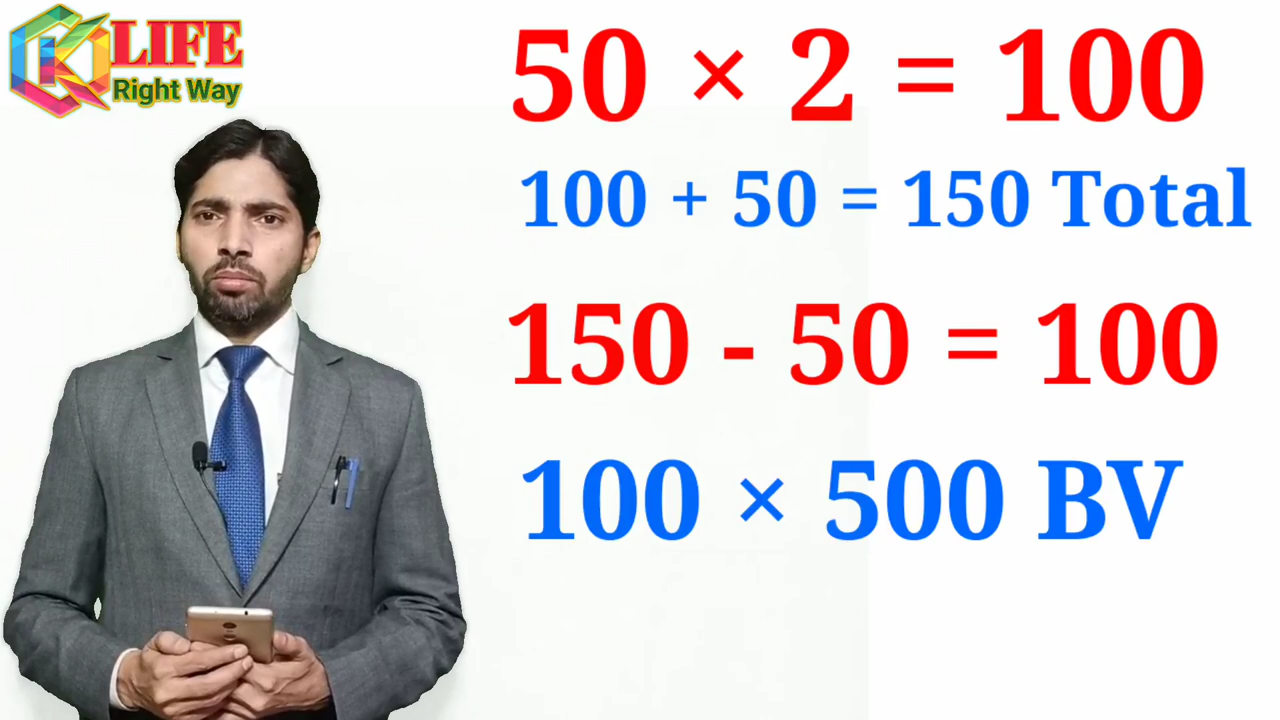 LIFE
Right Way
50 × 2 = 100
100 + 50 = 150 Total
150 - 50 = 100
100 × 500 BV